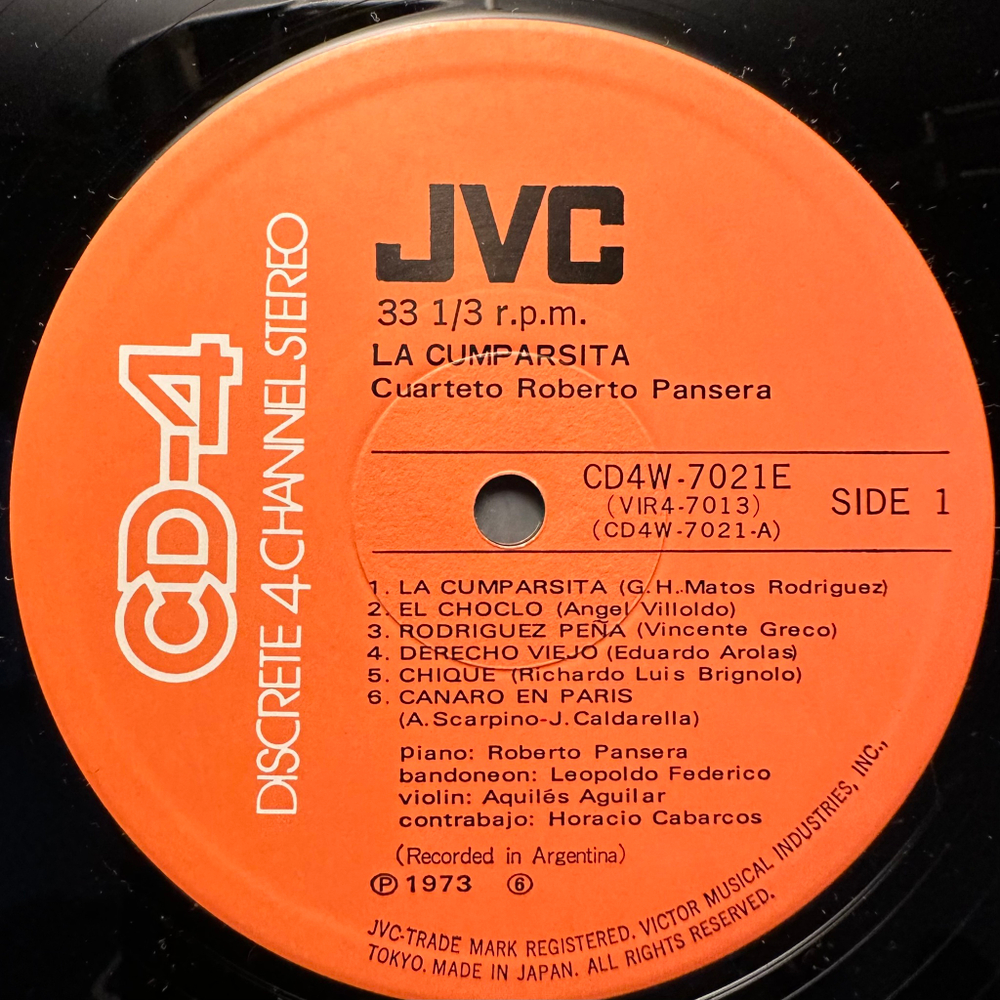 JVC
33 1/3 r.p.m.
LA CUMPARSITA
Cuarteto Roberto Pansera
CD-4
DISCRETE 4 CHANNEL STEREO
CD4W-7021E
(VIR4-7013)
(CD4W-7021-A)
SIDE 1
1. LA CUMPARSITA (G.H.Matos Rodriguez)
2. EL CHOCLO (Angel Villoldo)
3. RODRIGUEZ PEÑA (Vincente Greco)
4. DERECHO VIEJO (Eduardo Arolas)
5. CHIQUE (Richardo Luis Brignolo)
6. CANARO EN PARIS
(A.Scarpino-J.Caldarella)
piano: Roberto Pansera
bandoneon: Leopoldo Federico
violin: Aquilés Aguilar
contrabajo: Horacio Cabarcos
(Recorded in Argentina)
Ⓟ 1973 ⑥
JVC-TRADE MARK REGISTERED. VICTOR MUSICAL INDUSTRIES, INC.,
TOKYO. MADE IN JAPAN. ALL RIGHTS RESERVED.